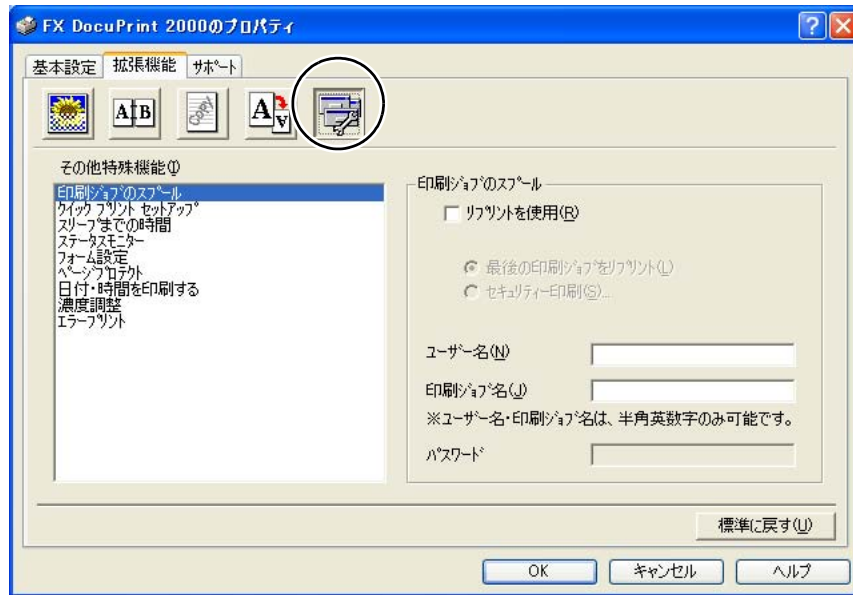 FX DocuPrint 2000のプロパティ
基本設定 拡張機能 ｻﾎﾟｰﾄ
A B
A A
その他特殊機能(I)
印刷ｼﾞｮﾌﾞのｽﾌﾟｰﾙ
ｸｲｯｸ ﾌﾟﾘﾝﾄ ｾｯﾄｱｯﾌﾟ
ｽﾘｰﾌﾟまでの時間
ｽﾃｰﾀｽﾓﾆﾀｰ
ﾌｫｰﾑ設定
ﾍﾟｰｼﾞﾌﾟﾛﾃｸﾄ
日付・時間を印刷する
濃度調整
ｴﾗｰﾌﾟﾘﾝﾄ
印刷ｼﾞｮﾌﾞのｽﾌﾟｰﾙ
ﾘﾌﾟﾘﾝﾄを使用(R)
最後の印刷ｼﾞｮﾌﾞをﾘﾌﾟﾘﾝﾄ(L)
ｾｷｭﾘﾃｨｰ印刷(S)...
ﾕｰｻﾞｰ名(N)
印刷ｼﾞｮﾌﾞ名(J)
※ﾕｰｻﾞｰ名・印刷ｼﾞｮﾌﾞ名は、半角英数字のみ可能です。
ﾊﾟｽﾜｰﾄﾞ
標準に戻す(U)
OK ｷｬﾝｾﾙ ﾍﾙﾌﾟ